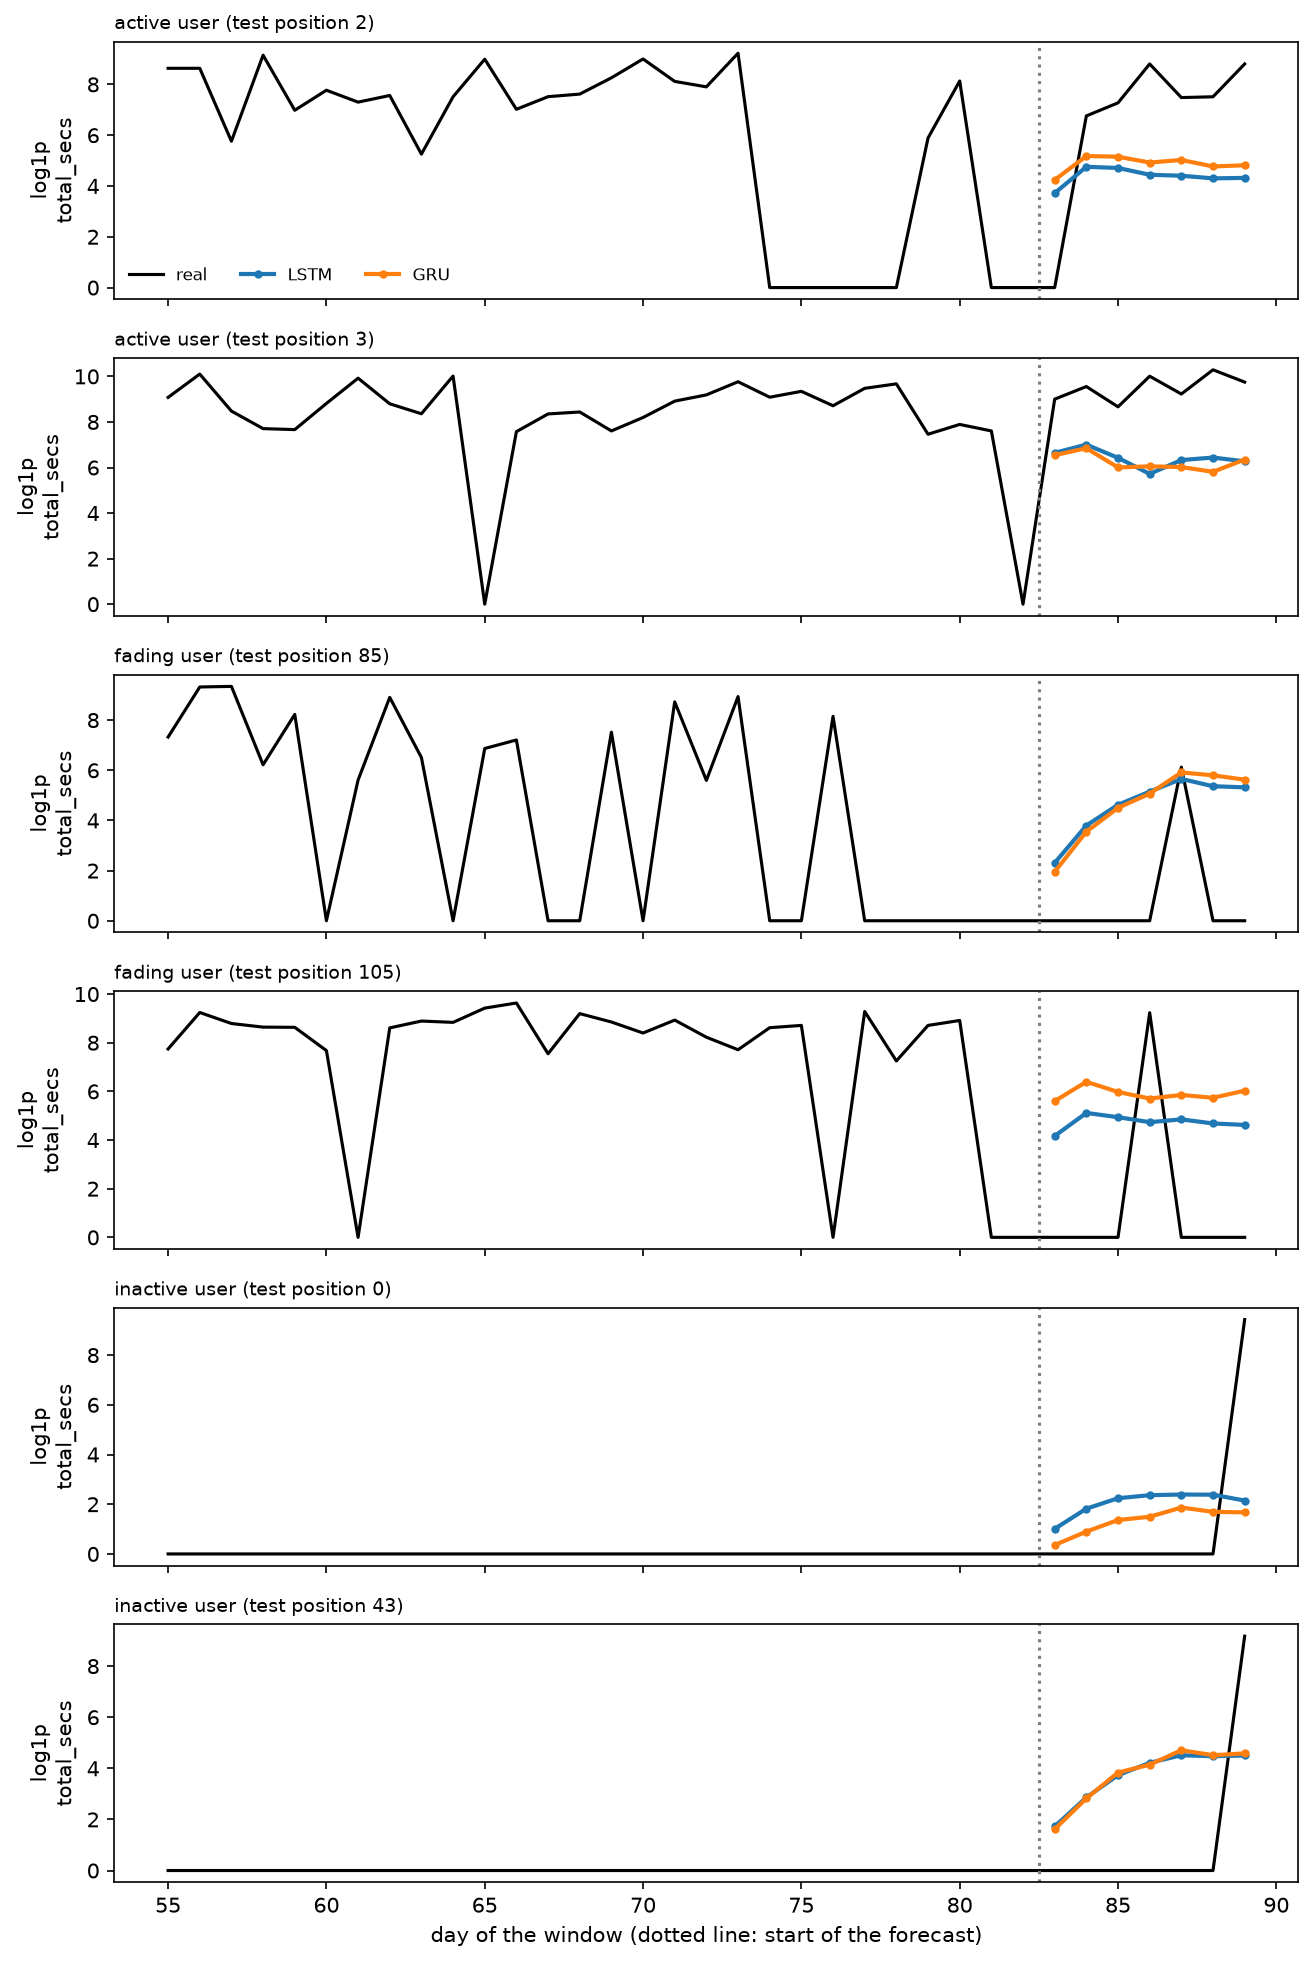 active user (test position 2)
log1p
total_secs
8
6
4
2
0
real
LSTM
GRU
active user (test position 3)
log1p
total_secs
10
8
6
4
2
0
fading user (test position 85)
log1p
total_secs
8
6
4
2
0
fading user (test position 105)
log1p
total_secs
10
8
6
4
2
0
inactive user (test position 0)
log1p
total_secs
8
6
4
2
0
inactive user (test position 43)
log1p
total_secs
8
6
4
2
0
55 60 65 70 75 80 85 90
day of the window (dotted line: start of the forecast)